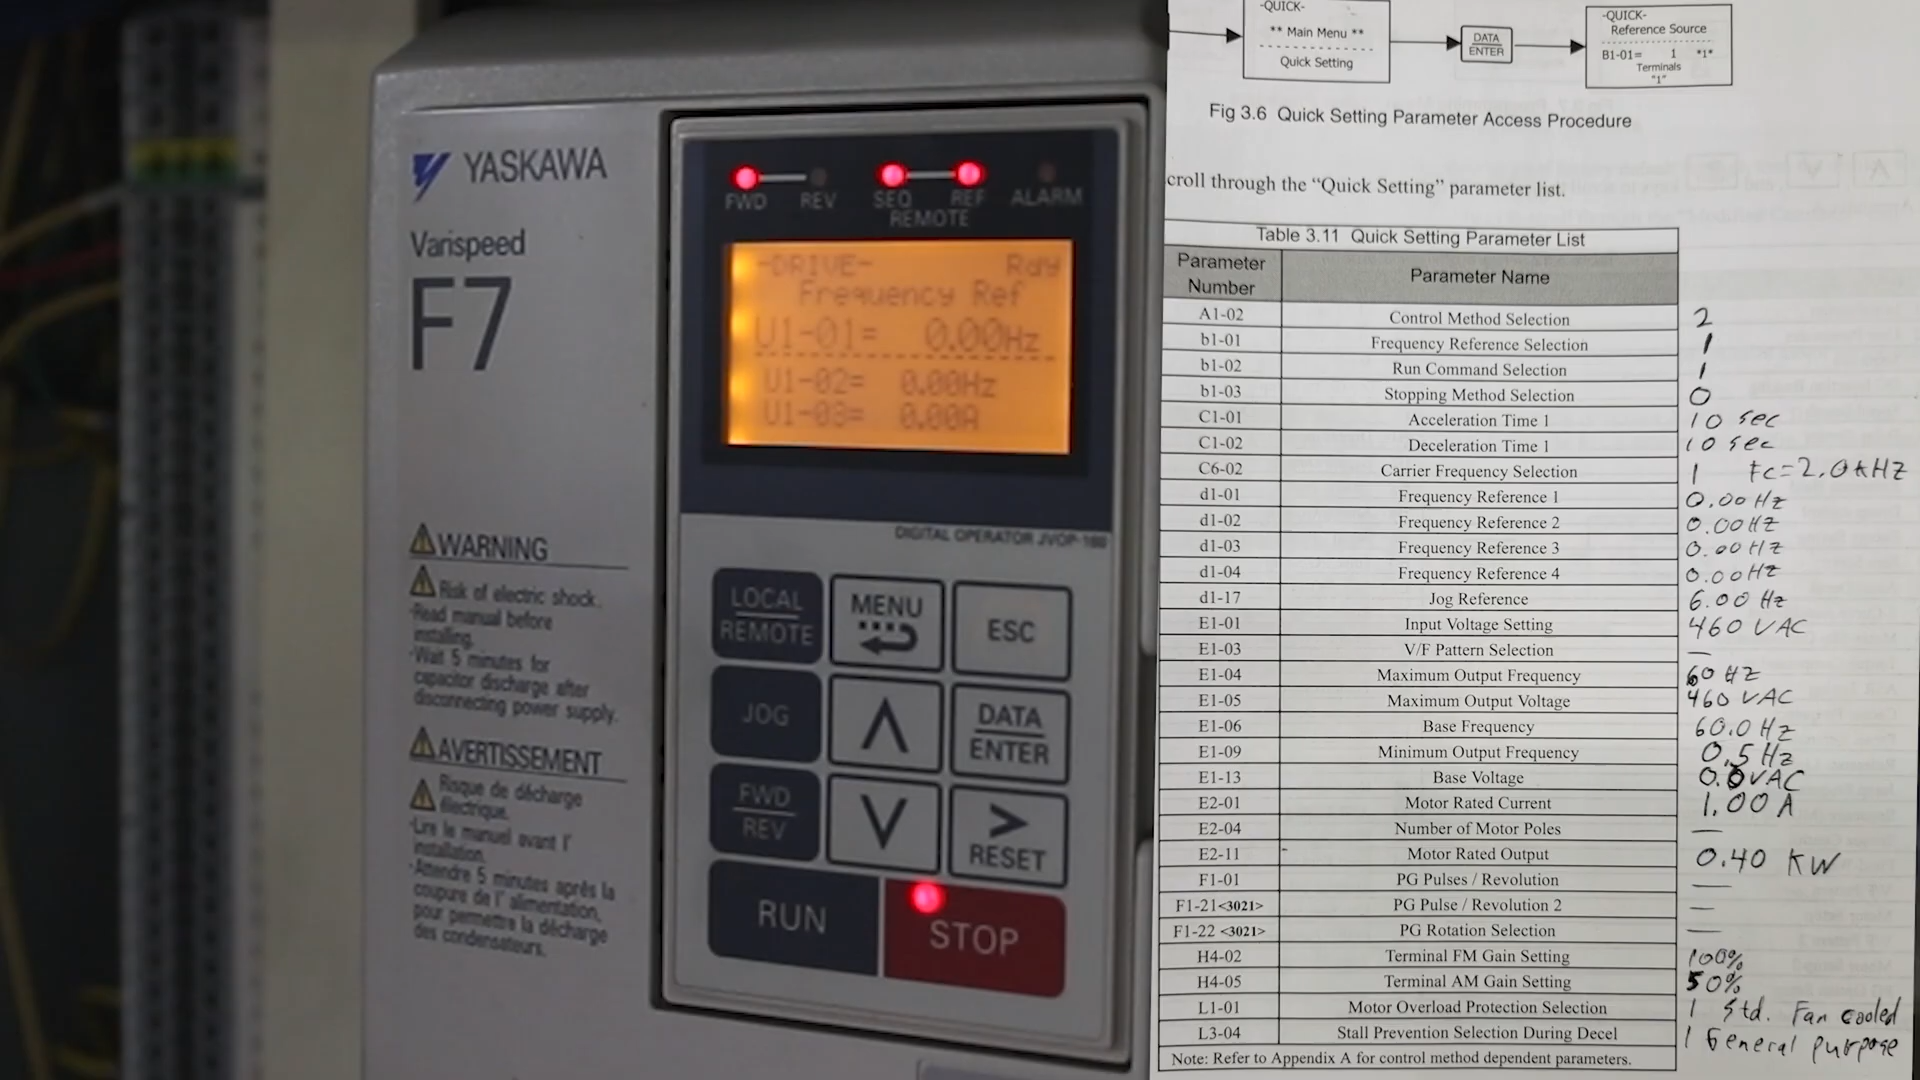 YASKAWA
Varispeed
F7
WARNING
Risk of electric shock.
·Read manual before
installing.
·Wait 5 minutes for
capacitor discharge after
disconnecting power supply.
AVERTISSEMENT
Risque de décharge
électrique.
·Lire le manuel avant l'
installation.
·Attendre 5 minutes après la
coupure de l' alimentation,
pour permettre la décharge
des condensateurs.
FWD REV SEQ REF ALARM
REMOTE
-DRIVE- Rdy
Frequency Ref
U1-01= 0.00Hz
U1-02= 0.00Hz
U1-03= 0.00A
DIGITAL OPERATOR JVOP-160
LOCAL
REMOTE
MENU
ESC
JOG
DATA
ENTER
FWD
REV
>
RESET
RUN
STOP
-QUICK-
** Main Menu **
Quick Setting
DATA
ENTER
-QUICK-
Reference Source
B1-01= 1 *1*
Terminals
"1"
Fig 3.6 Quick Setting Parameter Access Procedure
croll through the “Quick Setting” parameter list.
Table 3.11 Quick Setting Parameter List
Parameter Number Parameter Name
A1-02 Control Method Selection 2
b1-01 Frequency Reference Selection 1
b1-02 Run Command Selection 1
b1-03 Stopping Method Selection 0
C1-01 Acceleration Time 1 10 sec
C1-02 Deceleration Time 1 10 sec
C6-02 Carrier Frequency Selection 1 Fc=2.0kHz
d1-01 Frequency Reference 1 0.00 Hz
d1-02 Frequency Reference 2 0.00Hz
d1-03 Frequency Reference 3 0.00Hz
d1-04 Frequency Reference 4 0.00Hz
d1-17 Jog Reference 6.00 Hz
E1-01 Input Voltage Setting 460 VAC
E1-03 V/F Pattern Selection —
E1-04 Maximum Output Frequency 60 HZ
E1-05 Maximum Output Voltage 460 VAC
E1-06 Base Frequency 60.0 Hz
E1-09 Minimum Output Frequency 0.5 Hz
E1-13 Base Voltage 0.0VAC
E2-01 Motor Rated Current 1.00 A
E2-04 Number of Motor Poles —
E2-11 Motor Rated Output 0.40 KW
F1-01 PG Pulses / Revolution —
F1-21<3021> PG Pulse / Revolution 2 —
F1-22 <3021> PG Rotation Selection —
H4-02 Terminal FM Gain Setting 100%
H4-05 Terminal AM Gain Setting 50%
L1-01 Motor Overload Protection Selection 1 Std. Fan cooled
L3-04 Stall Prevention Selection During Decel 1 General purpose
Note: Refer to Appendix A for control method dependent parameters.